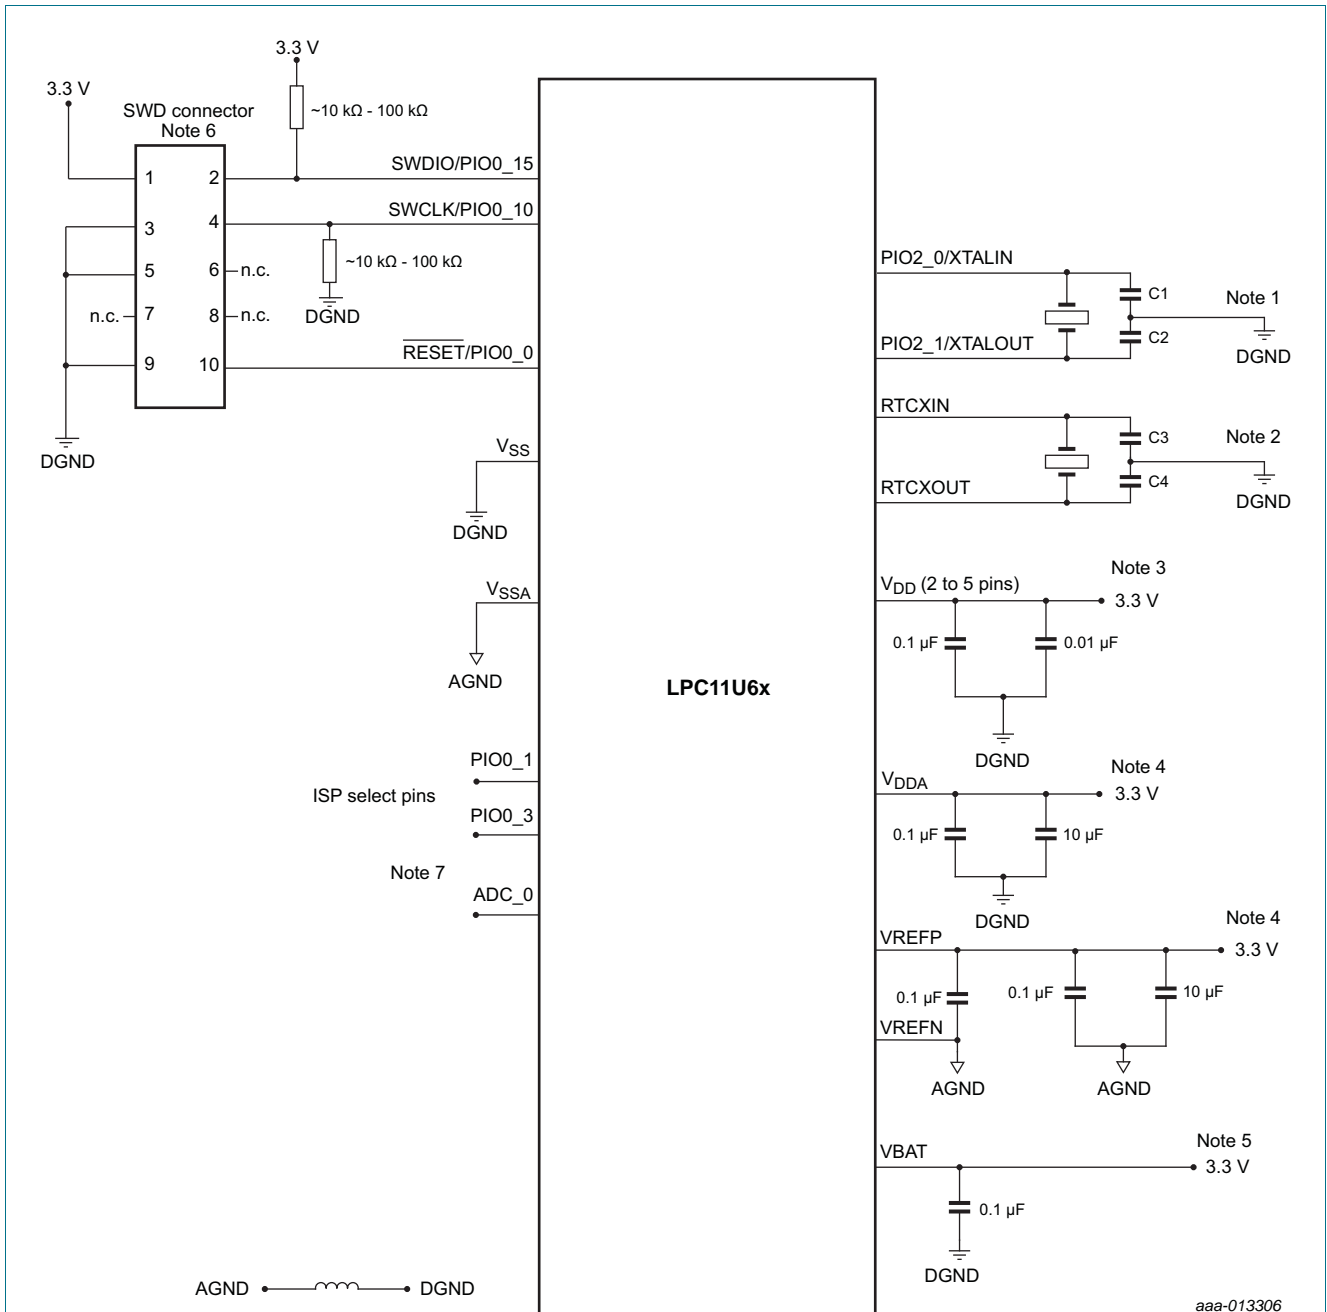 3.3 V
3.3 V
~10 kΩ - 100 kΩ
SWD connector
Note 6
1
2
SWDIO/PIO0_15
3
4
SWCLK/PIO0_10
~10 kΩ - 100 kΩ
DGND
5
6
n.c.
n.c.
7
8
n.c.
9
10
RESET/PIO0_0
DGND
VSS
DGND
VSSA
AGND
PIO0_1
ISP select pins
PIO0_3
Note 7
ADC_0
AGND
DGND
LPC11U6x
PIO2_0/XTALIN
C1
Note 1
C2
DGND
PIO2_1/XTALOUT
RTCXIN
C3
Note 2
C4
DGND
RTCXOUT
Note 3
VDD (2 to 5 pins)
3.3 V
0.1 µF
0.01 µF
DGND
Note 4
VDDA
3.3 V
0.1 µF
10 µF
DGND
Note 4
VREFP
3.3 V
0.1 µF
0.1 µF
10 µF
VREFN
AGND
AGND
Note 5
VBAT
3.3 V
0.1 µF
DGND
aaa-013306